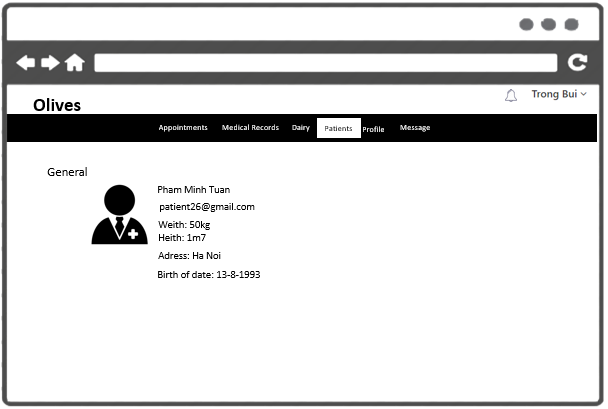 Trong Bui
Olives
Appointments Medical Records Dairy Patients Profile Message
General
Pham Minh Tuan
patient26@gmail.com
Weith: 50kg
Heith: 1m7
Adress: Ha Noi
Birth of date: 13-8-1993